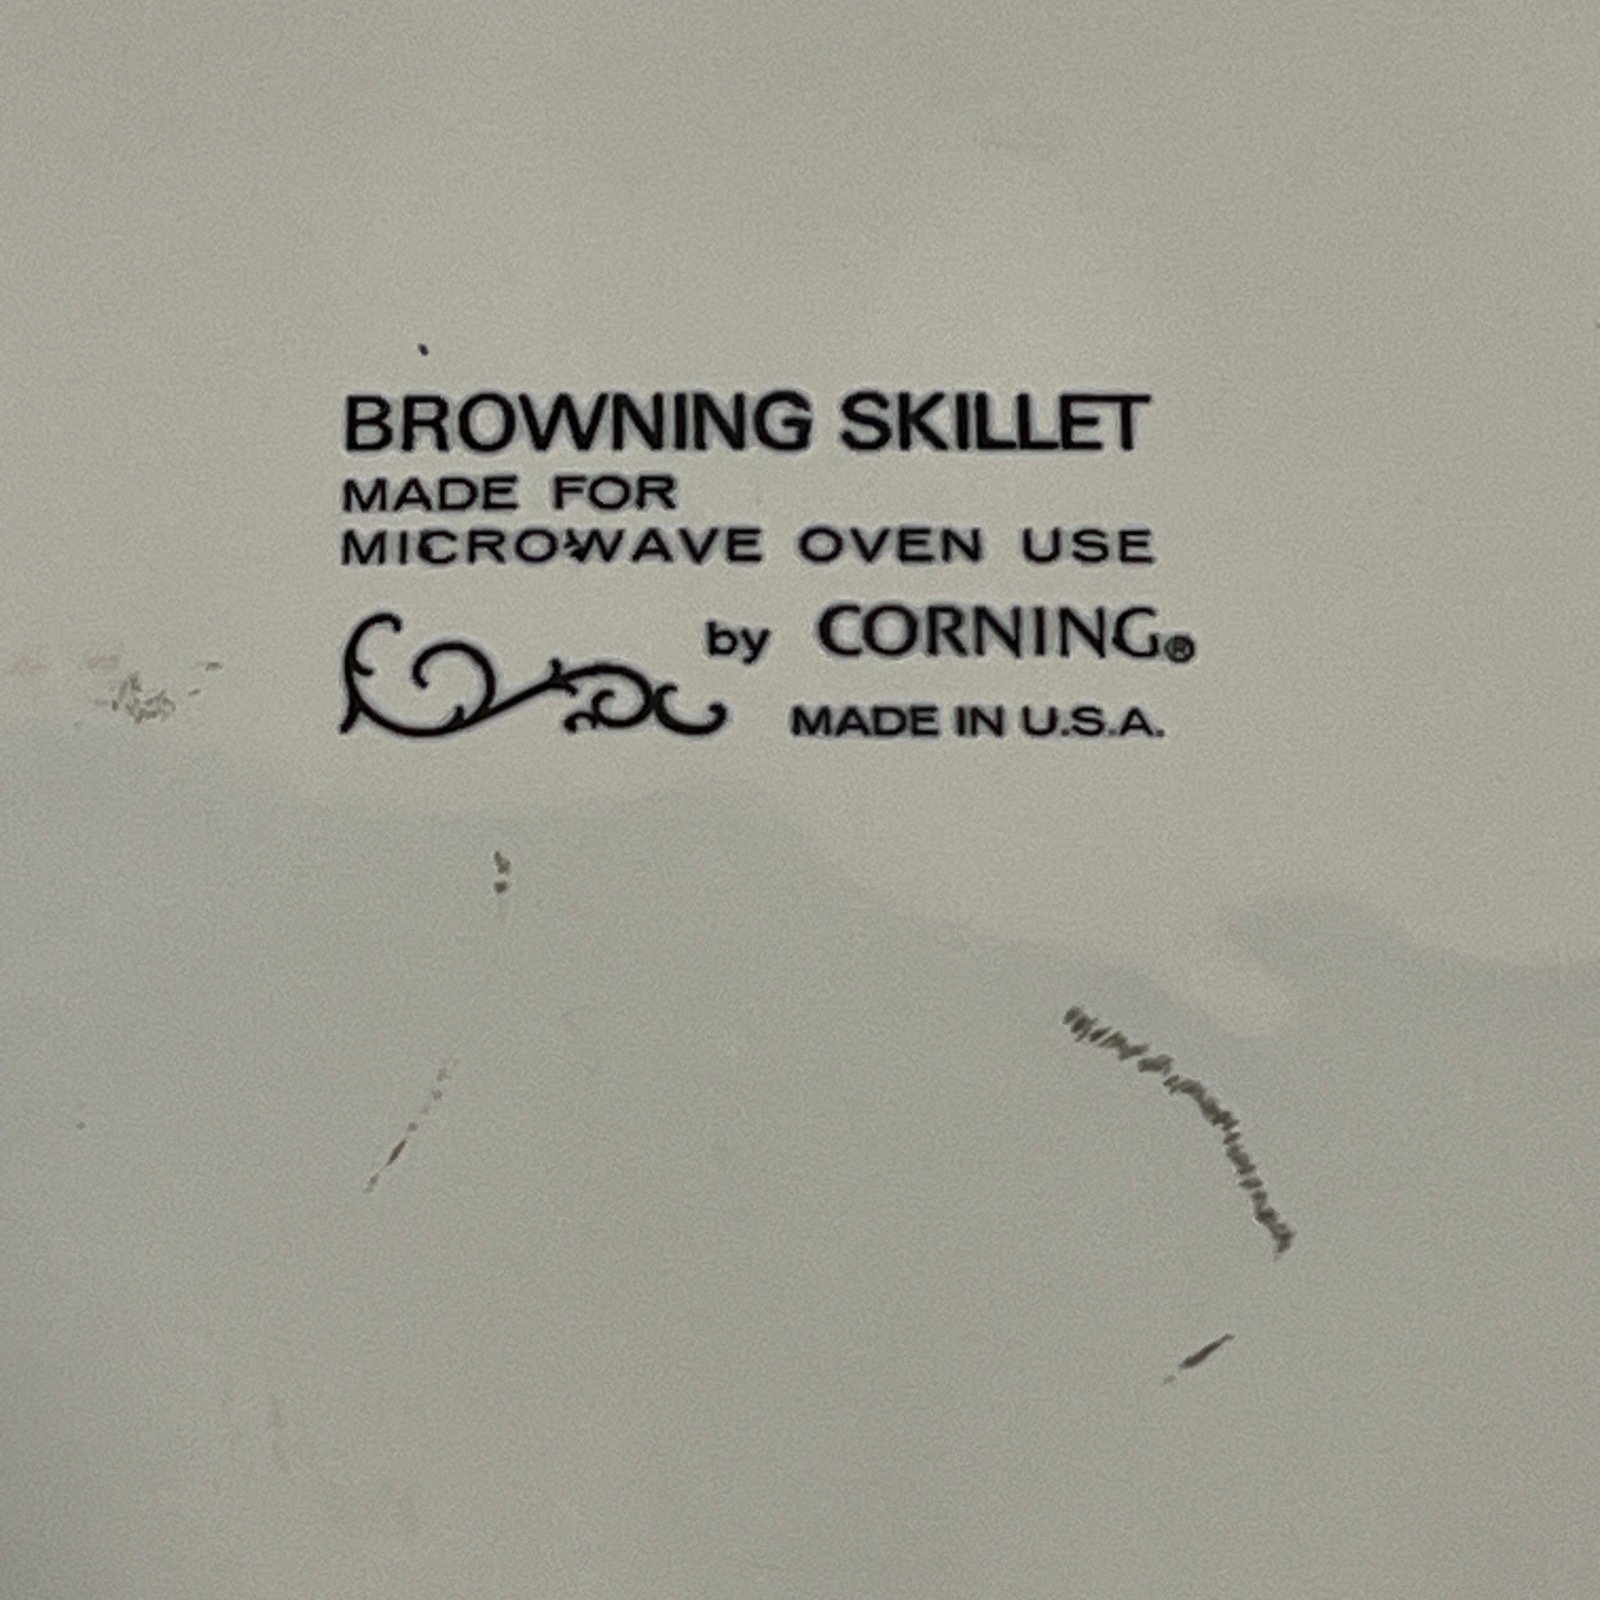 BROWNING SKILLET
MADE FOR
MICROWAVE OVEN USE
by CORNING®
MADE IN U.S.A.